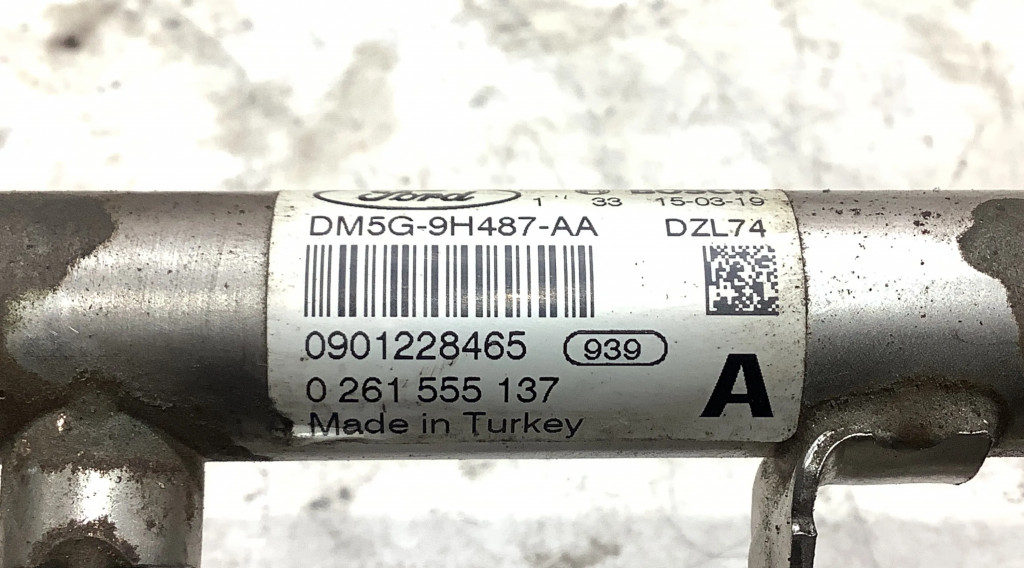 Ford BOSCH
1 33 15-03-19
DM5G-9H487-AA DZL74
0901228465 939
0 261 555 137
A
Made in Turkey